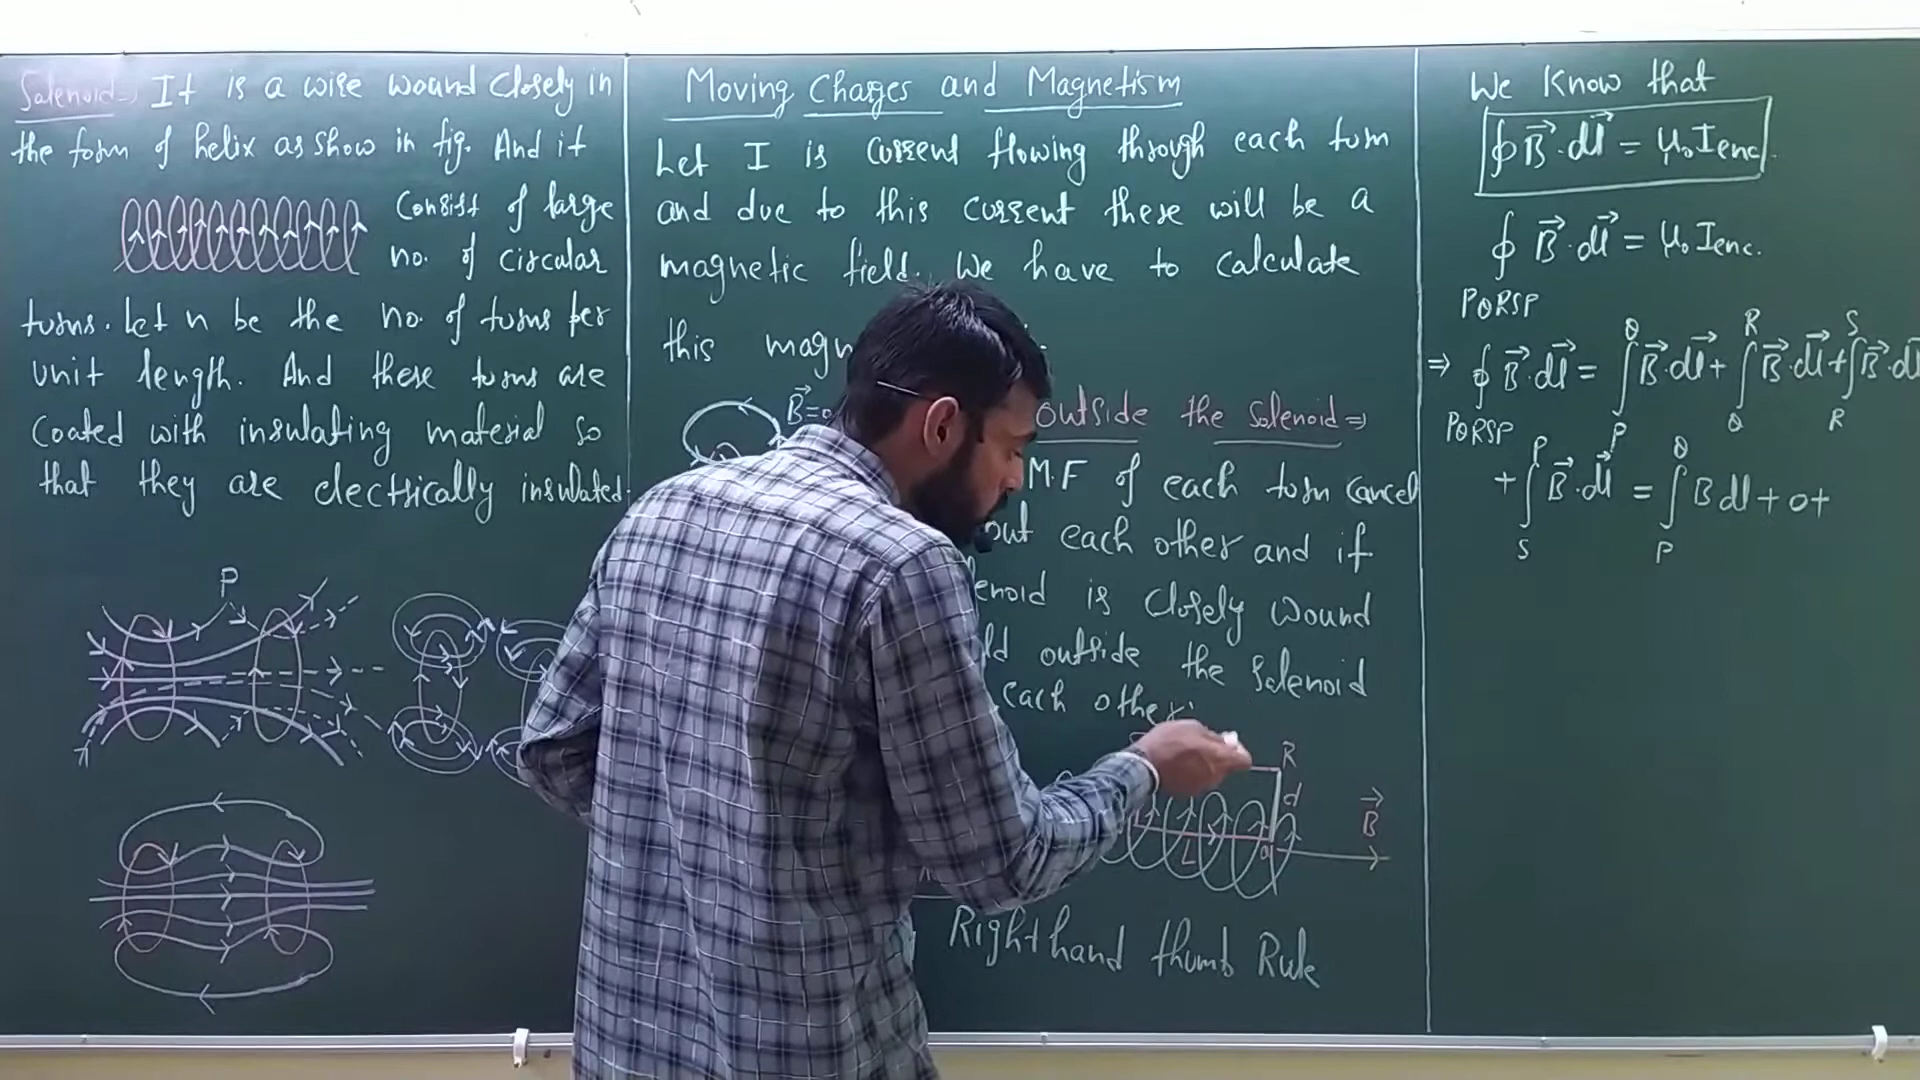 Solenoid⇒ It is a wire wound closely in
the form of helix as show in fig. And it
consist of large
no. of circular
turns. Let n be the no. of turns per
unit length. And these turns are
coated with insulating material so
that they are electrically insulated.
P
Moving Charges and Magnetism
Let I is current flowing through each turn
and due to this current there will be a
magnetic field. We have to calculate
this
B⃗=0
outside the solenoid⇒
M.F of each turn cancel
out each other and if
is closely wound
outside the solenoid
each other.
R
d
B⃗
L
Q
Right hand thumb Rule
We know that
∮B⃗.dl⃗ = μ₀Ienc.
∮B⃗.dl⃗ = μ₀Ienc.
PQRSP
⇒ ∮B⃗.dl⃗ = ∫B⃗.dl⃗ + ∫B⃗.dl⃗ + ∫B⃗.dl⃗
PQRSP P Q Q R R S
+ ∫B⃗.dl⃗ = ∫B dl + 0 +
S P P Q